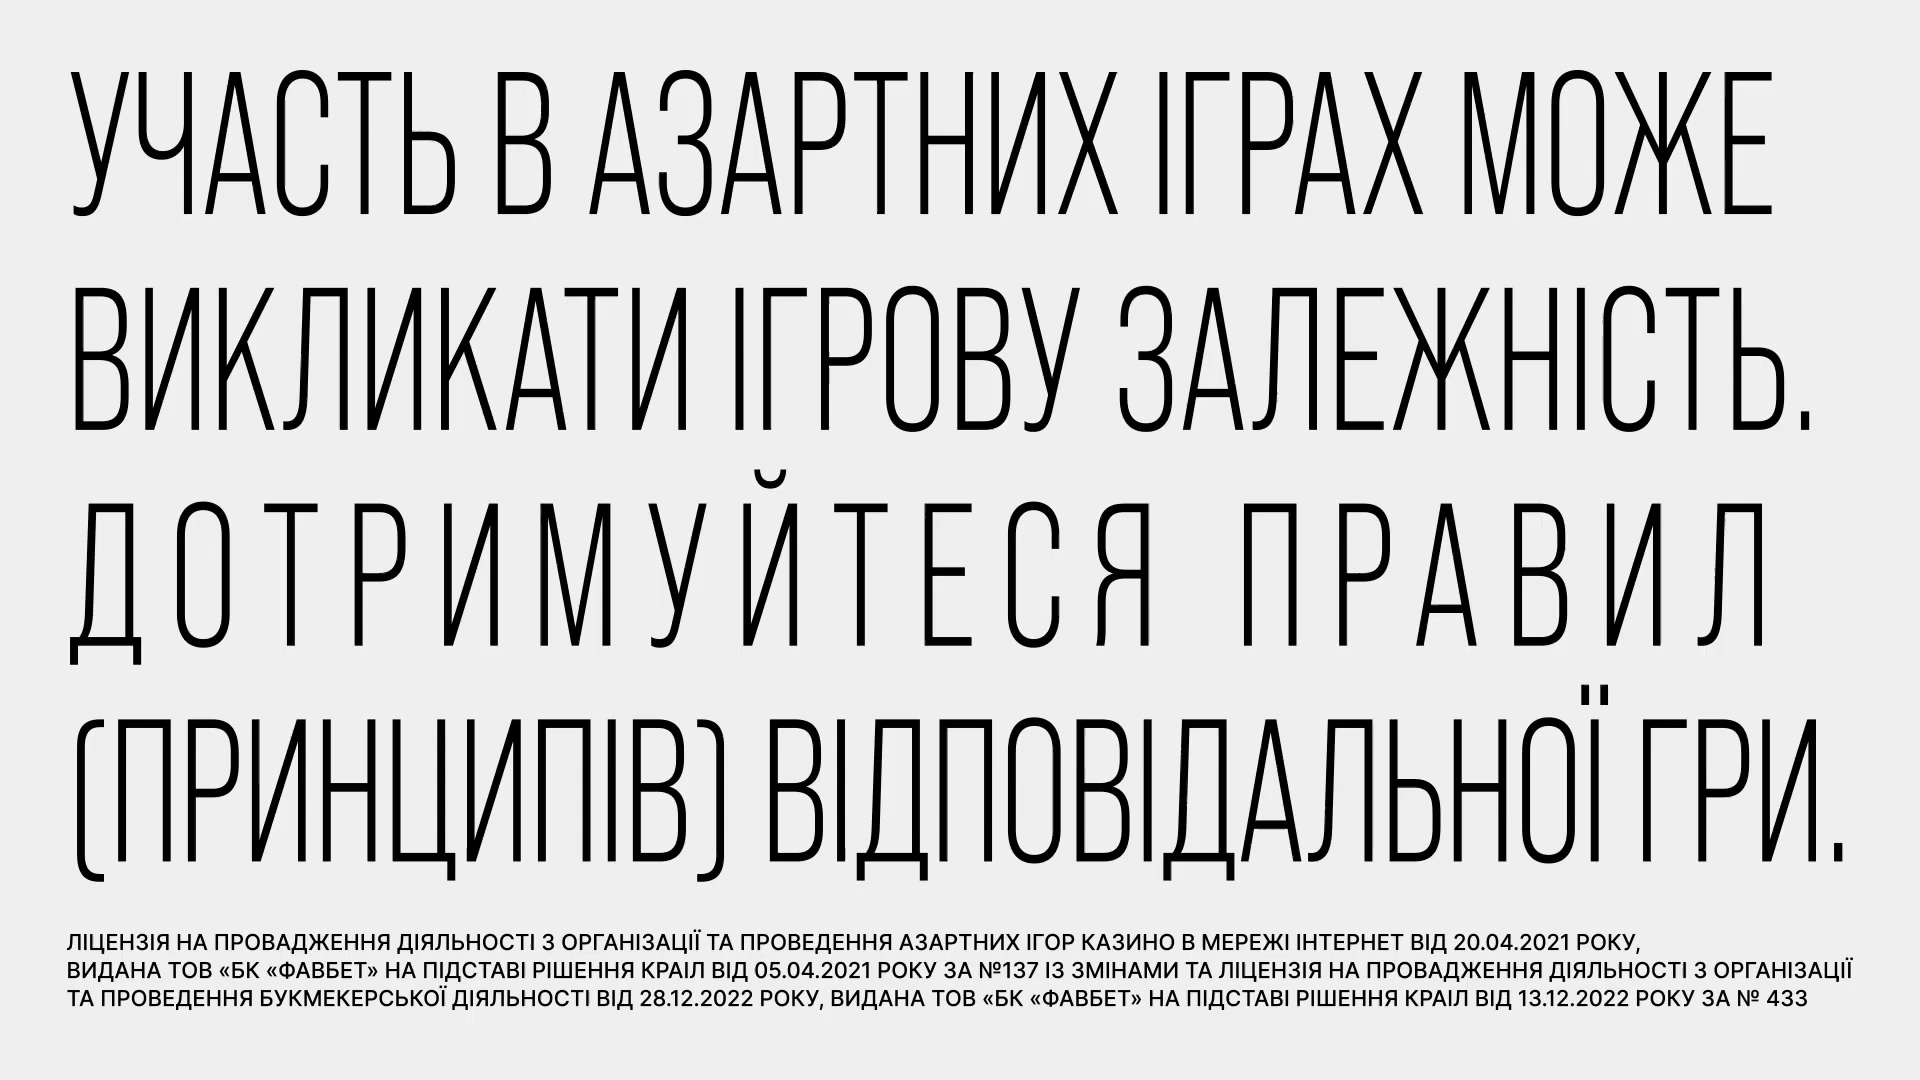 УЧАСТЬ В АЗАРТНИХ ІГРАХ МОЖЕ
ВИКЛИКАТИ ІГРОВУ ЗАЛЕЖНІСТЬ.
ДОТРИМУЙТЕСЯ ПРАВИЛ
(ПРИНЦИПІВ) ВІДПОВІДАЛЬНОЇ ГРИ.
ЛІЦЕНЗІЯ НА ПРОВАДЖЕННЯ ДІЯЛЬНОСТІ З ОРГАНІЗАЦІЇ ТА ПРОВЕДЕННЯ АЗАРТНИХ ІГОР КАЗИНО В МЕРЕЖІ ІНТЕРНЕТ ВІД 20.04.2021 РОКУ,
ВИДАНА ТОВ «БК «ФАВБЕТ» НА ПІДСТАВІ РІШЕННЯ КРАІЛ ВІД 05.04.2021 РОКУ ЗА №137 ІЗ ЗМІНАМИ ТА ЛІЦЕНЗІЯ НА ПРОВАДЖЕННЯ ДІЯЛЬНОСТІ З ОРГАНІЗАЦІЇ
ТА ПРОВЕДЕННЯ БУКМЕКЕРСЬКОЇ ДІЯЛЬНОСТІ ВІД 28.12.2022 РОКУ, ВИДАНА ТОВ «БК «ФАВБЕТ» НА ПІДСТАВІ РІШЕННЯ КРАІЛ ВІД 13.12.2022 РОКУ ЗА № 433